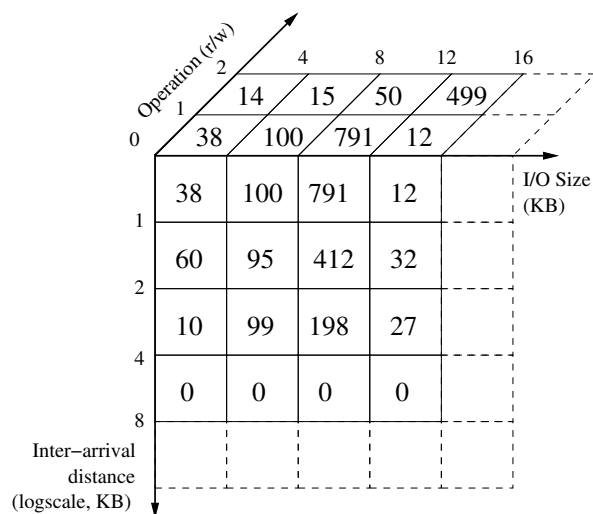 Operation (r/w)
0 1 2
4 8 12 16
14 15 50 499
38 100 791 12
I/O Size
(KB)
38 100 791 12
1
60 95 412 32
2
10 99 198 27
4
0 0 0 0
8
Inter−arrival
distance
(logscale, KB)